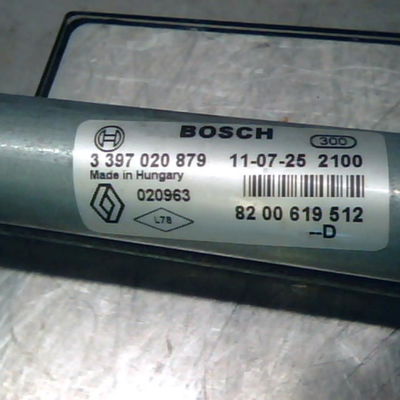 BOSCH 300
3 397 020 879 11-07-25 2100
Made in Hungary
020963
L78
82 00 619 512
--D